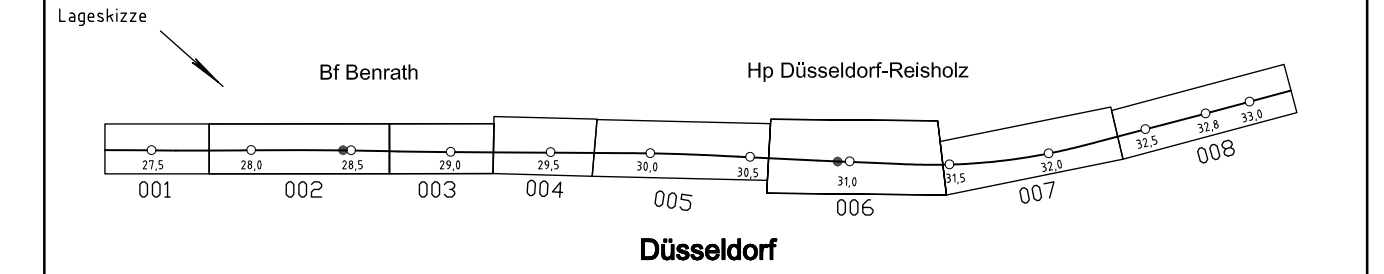 Lageskizze
Bf Benrath
Hp Düsseldorf-Reisholz
27,5 28,0 28,5 29,0 29,5 30,0 30,5 31,0 31,5 32,0 32,5 32,8 33,0
001 002 003 004 005 006 007 008
Düsseldorf